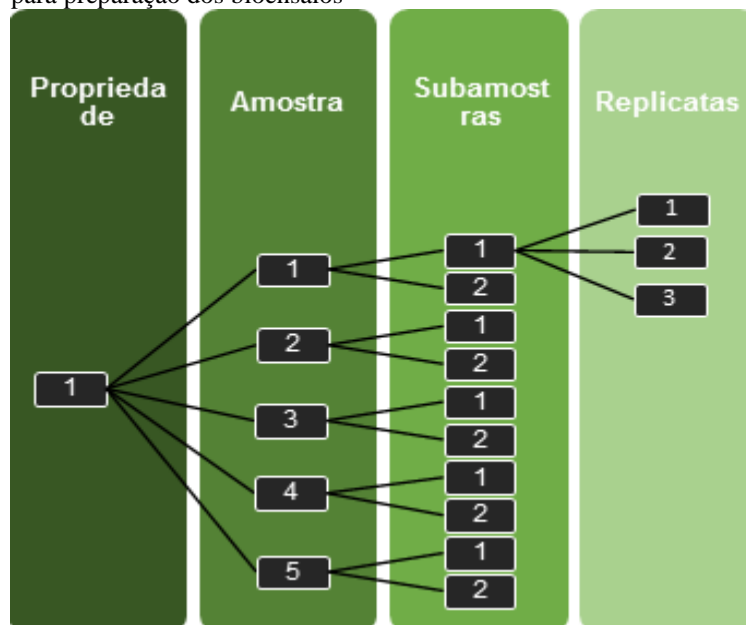 para preparação dos bioensaios
Proprieda
de
Amostra
Subamost
ras
Replicatas
1
1
2
3
4
5
1
2
1
2
1
2
1
2
1
2
1
2
3